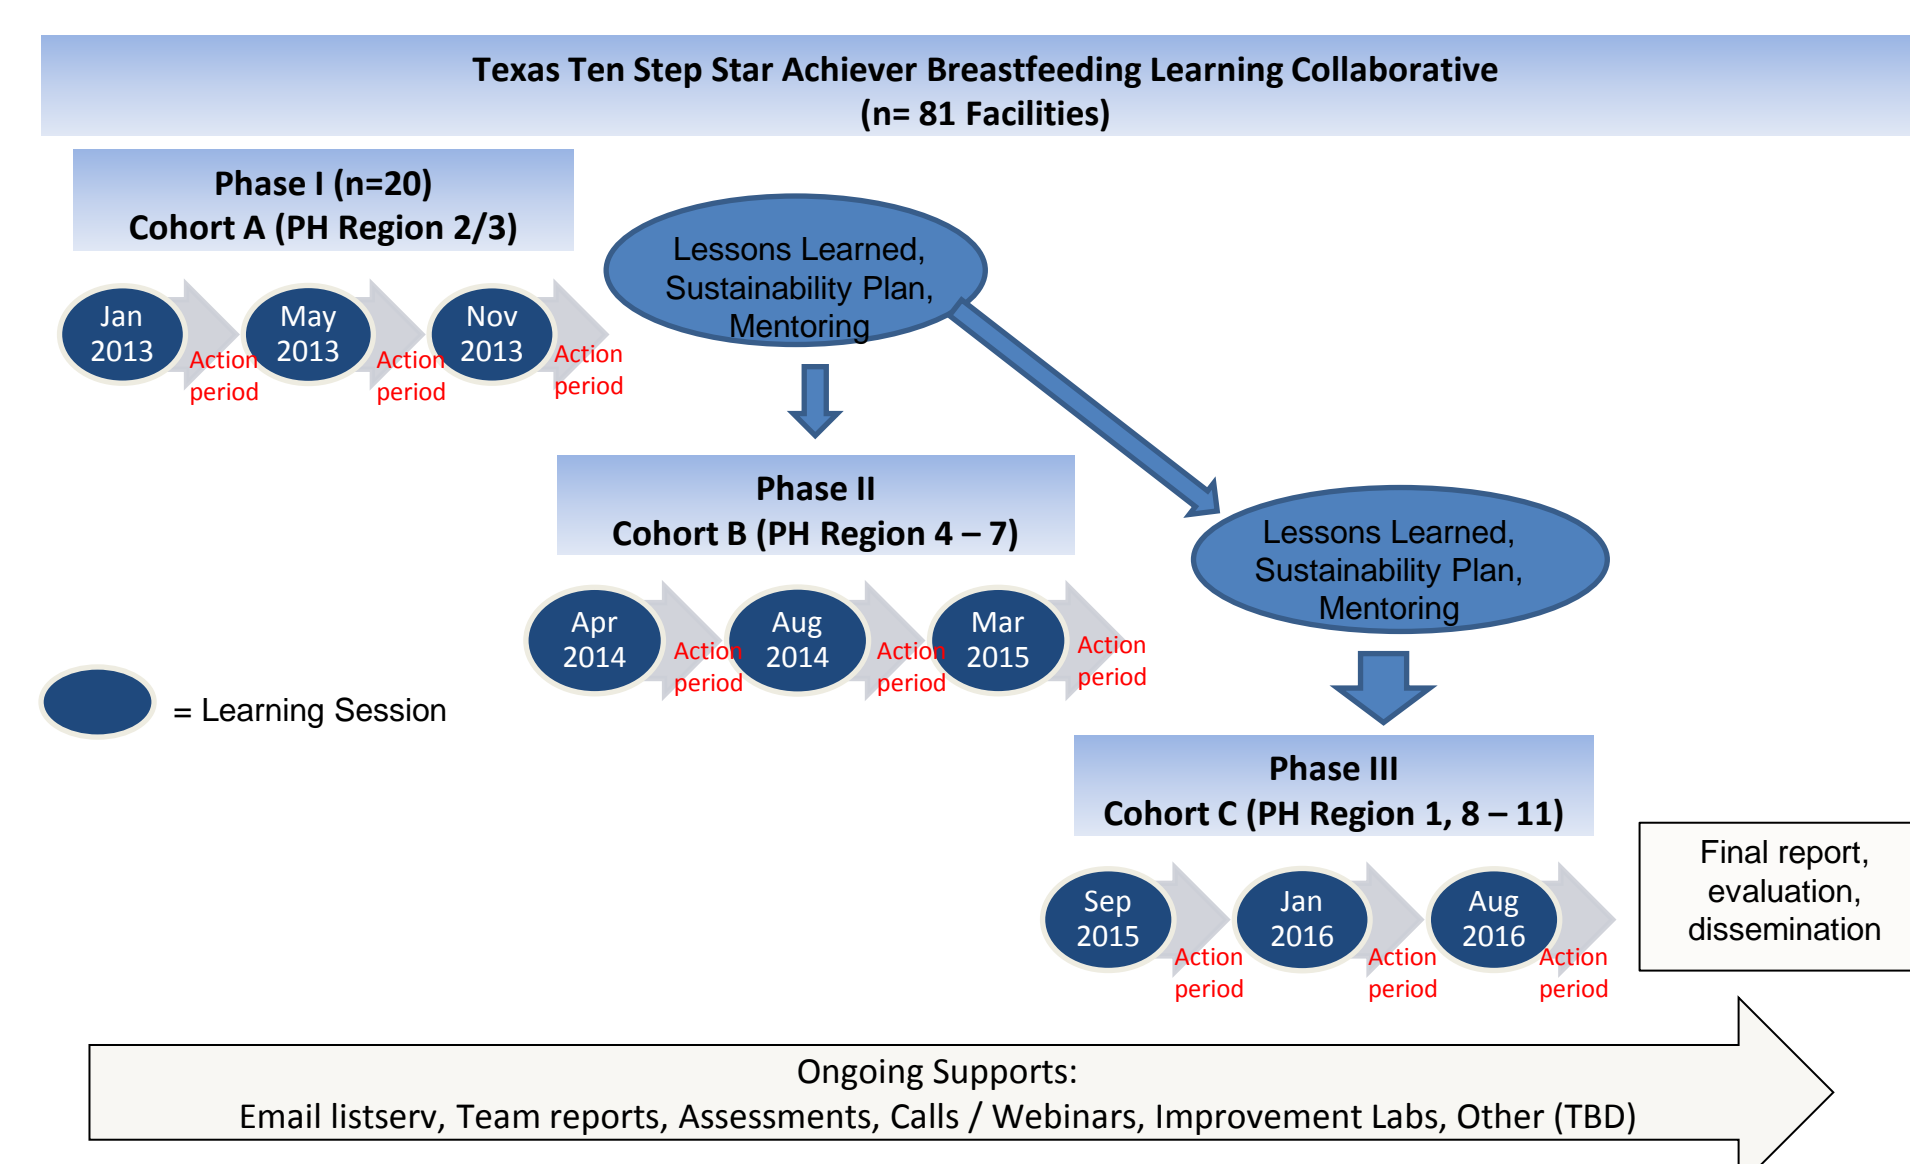 Texas Ten Step Star Achiever Breastfeeding Learning Collaborative
(n= 81 Facilities)
Phase I (n=20)
Cohort A (PH Region 2/3)
Jan
2013
Action
period
May
2013
Action
period
Nov
2013
Action
period
Lessons Learned,
Sustainability Plan,
Mentoring
Phase II
Cohort B (PH Region 4 – 7)
Apr
2014
Action
period
Aug
2014
Action
period
Mar
2015
Action
period
Lessons Learned,
Sustainability Plan,
Mentoring
= Learning Session
Phase III
Cohort C (PH Region 1, 8 – 11)
Sep
2015
Action
period
Jan
2016
Action
period
Aug
2016
Action
period
Final report,
evaluation,
dissemination
Ongoing Supports:
Email listserv, Team reports, Assessments, Calls / Webinars, Improvement Labs, Other (TBD)